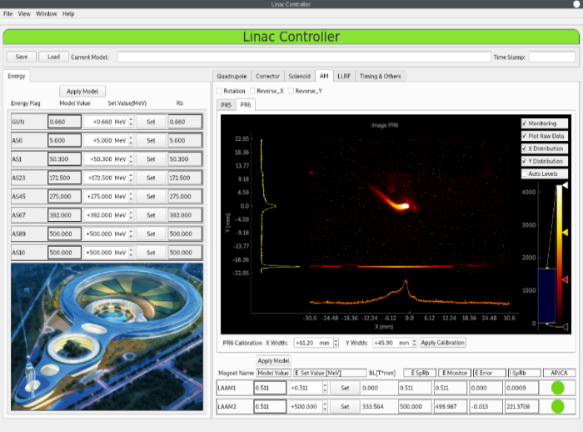 Linac Controller
File View Window Help
Linac Controller
Save Load Current Model: Time Stamp:
Energy
Quadrupole Corrector Solenoid AM LLRF Timing & Others
Apply Model
Rotation Reverse_X Reverse_Y
Energy Flag Model Value Set Value(MeV) Rb
PR5 PR6
GUN 0.660 +0.660 MeV Set 0.660
AS0 5.000 +5.000 MeV Set 5.000
AS1 50.300 +50.300 MeV Set 50.300
AS23 172.500 +172.500 MeV Set 172.500
AS45 275.000 +275.000 MeV Set 275.000
AS67 392.000 +392.000 MeV Set 392.000
AS89 500.000 +500.000 MeV Set 500.000
AS10 500.000 +500.000 MeV Set 500.000
Image PR6
Monitoring
Plot Raw Data
X Distribution
Y Distribution
Auto Levels
22.95
18.36
13.77
9.18
4.59
0.0
-4.59
-9.18
-13.77
-18.36
-22.95
Y (mm)
4000
3000
2000
1000
0
-30.6 -24.48 -18.36 -12.24 -6.12 0.0 6.12 12.24 18.36 24.48 30.6
X (mm)
PR6 Calibration X Width: +61.20 mm Y Width: +45.90 mm Apply Calibration
Apply Model
Magnet Name Model Value E Set Value [MeV] BL[T*mm] E SpRb E Monitor E Error I SpRb AP/CA
LAAM1 0.511 +0.511 Set 0.000 0.511 0.511 0.000 0.0000
LAAM2 0.511 +500.000 Set 333.564 500.000 499.987 -0.013 221.3708